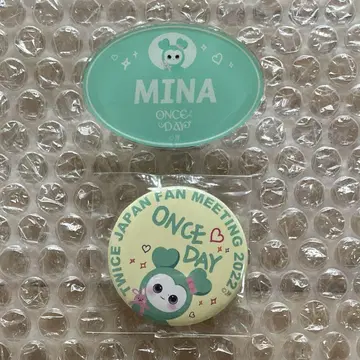 MINA
ONCE
DAY
TWICE JAPAN FAN MEETING 2022
ONCE
DAY